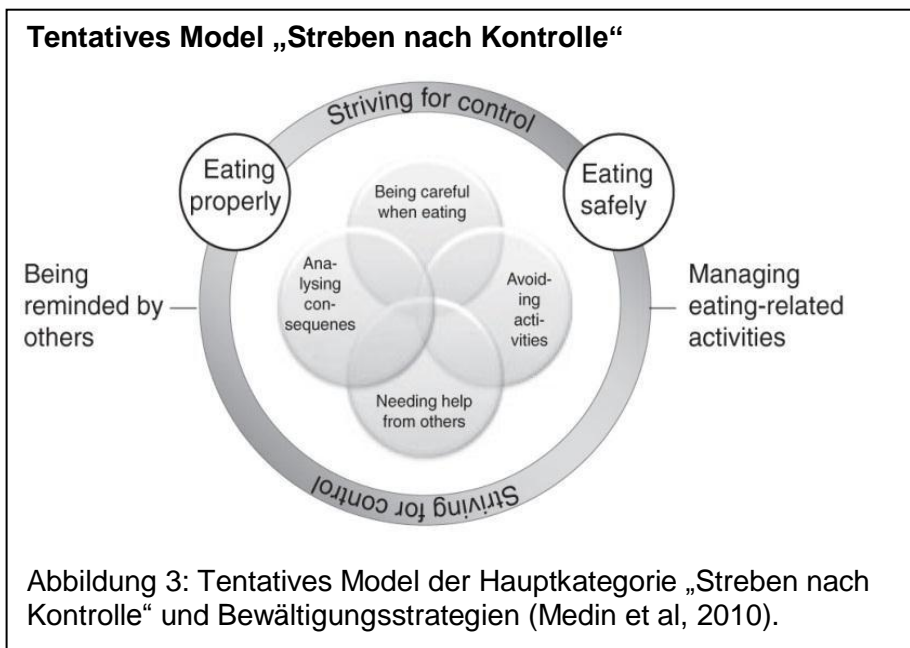 Tentatives Model „Streben nach Kontrolle“
Striving for control
Eating
properly
Eating
safely
Being careful
when eating
Ana-
lysing
con-
sequenes
Avoid-
ing
acti-
vities
Needing help
from others
Being
reminded by
others
Managing
eating-related
activities
Striving for control
Abbildung 3: Tentatives Model der Hauptkategorie „Streben nach
Kontrolle“ und Bewältigungsstrategien (Medin et al, 2010).